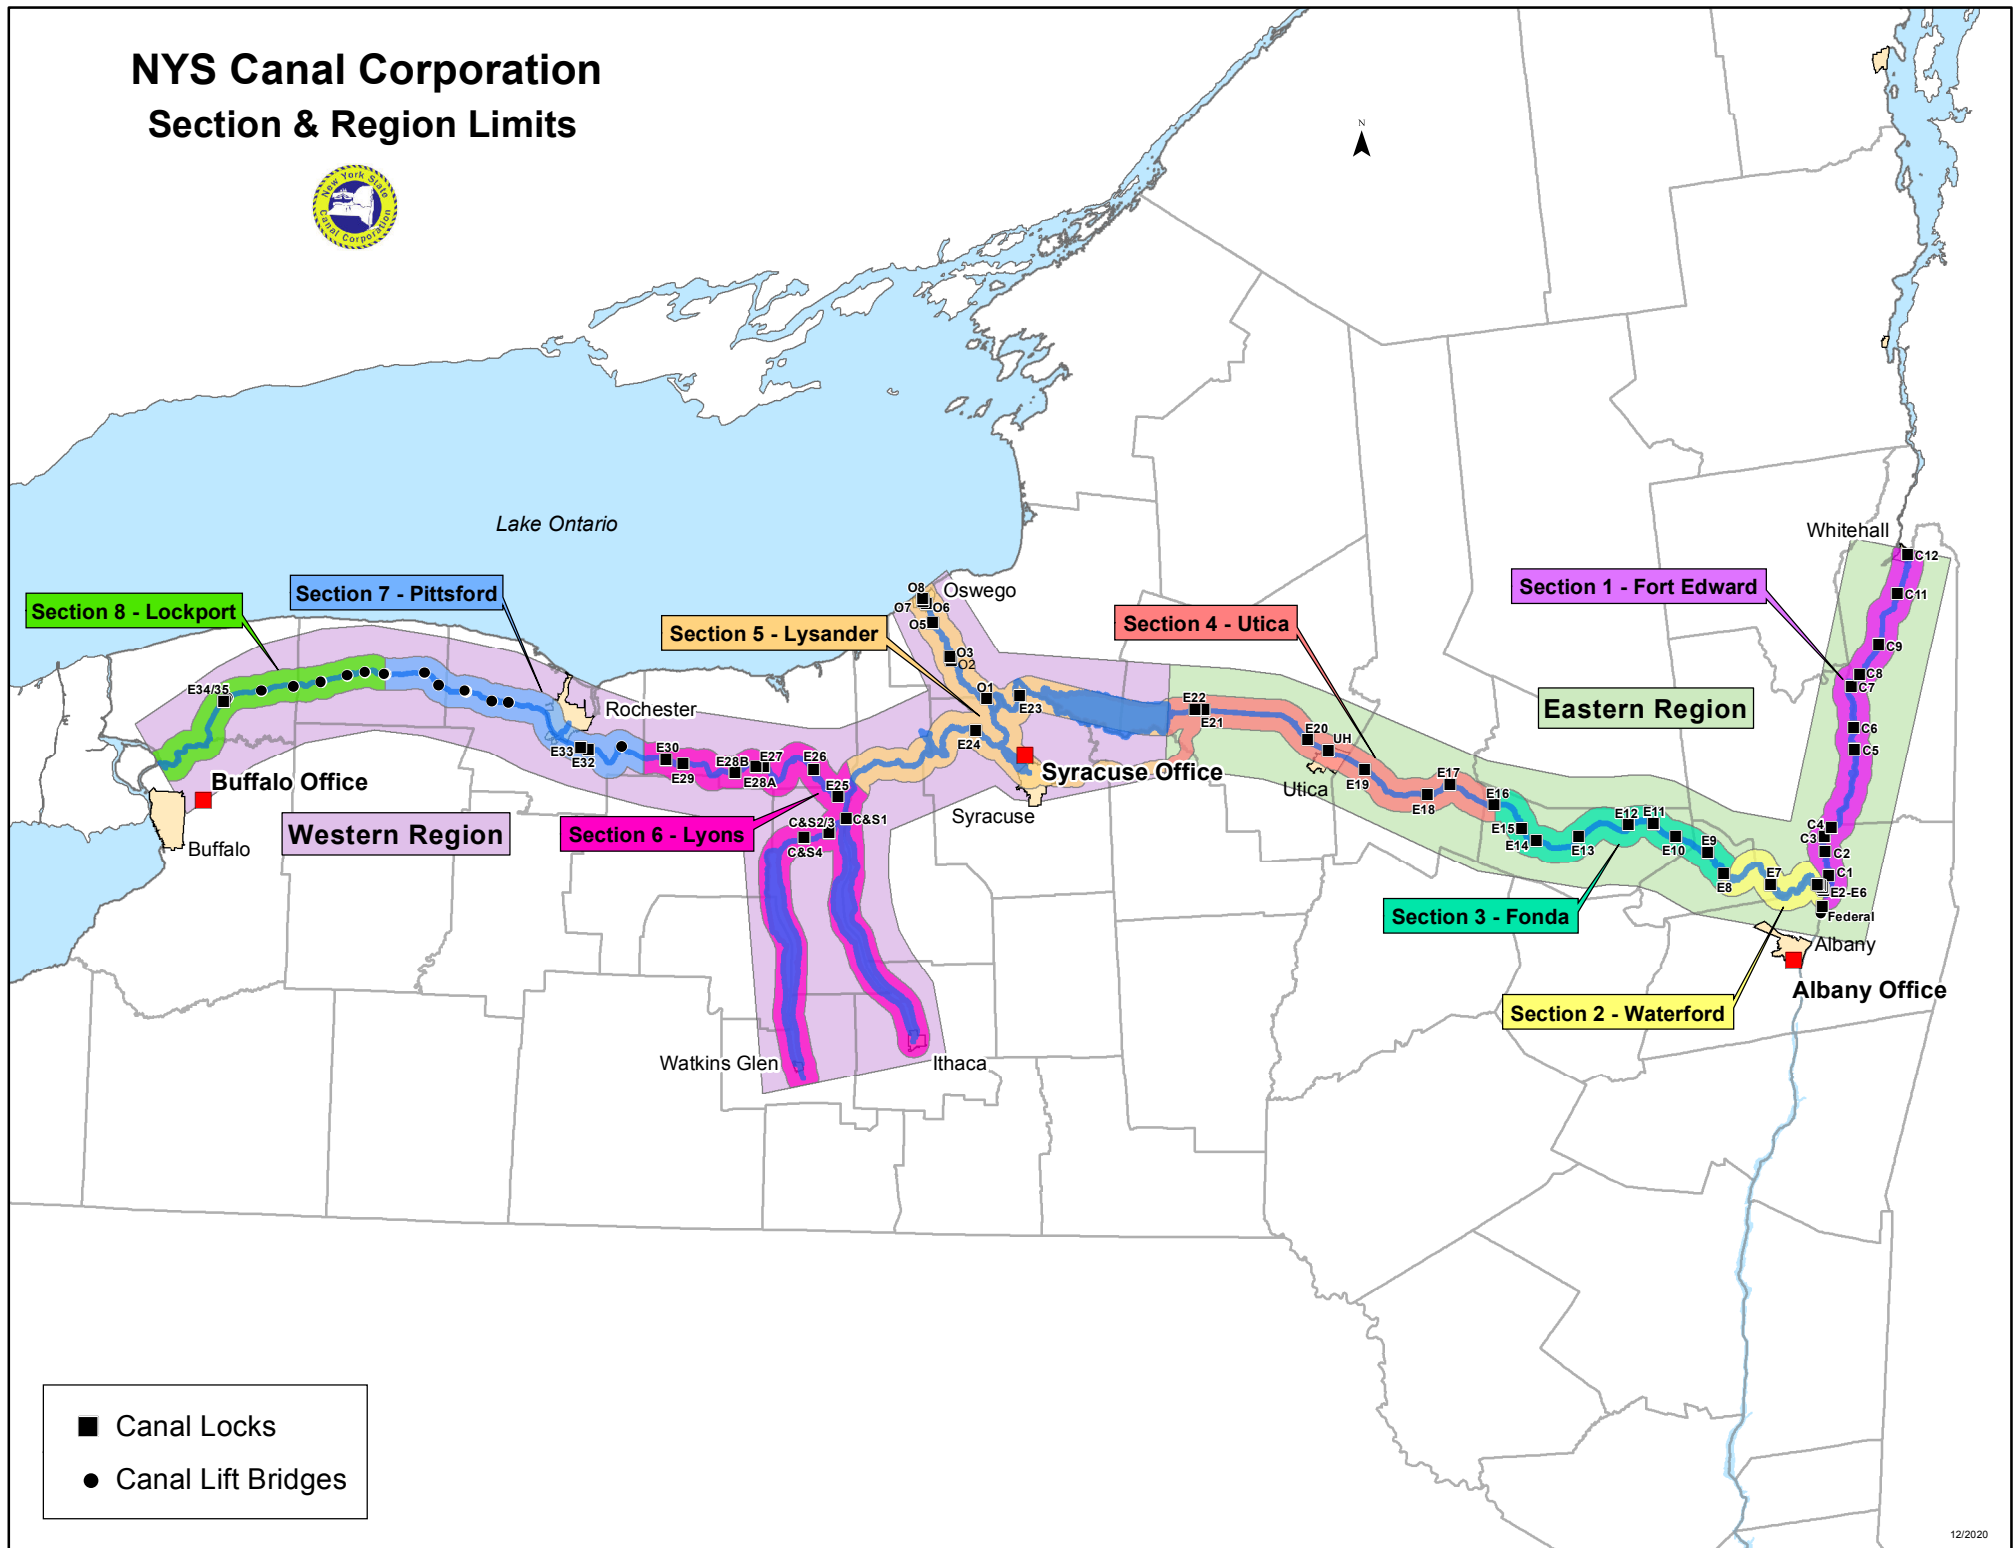 NYS Canal Corporation
Section & Region Limits
New York State
Canal Corporation
N
Lake Ontario
Whitehall
C12
C11
C9
C8
C7
C6
C5
C4
C3
C2
C1
E2-E6
Federal
Albany
Albany Office
Section 1 - Fort Edward
Eastern Region
Section 2 - Waterford
Section 3 - Fonda
E7
E8
E9
E10
E11
E12
E13
E14
E15
E16
Section 4 - Utica
E17
E18
E19
UH
E20
Utica
E21
E22
Section 5 - Lysander
Oswego
O8
O7
O6
O5
O3
O2
O1
E23
E24
Syracuse Office
Syracuse
Section 6 - Lyons
C&S1
C&S2/3
C&S4
E25
E26
E27
E28A
E28B
E29
E30
Watkins Glen
Ithaca
Section 7 - Pittsford
Rochester
E32
E33
Section 8 - Lockport
E34/35
Buffalo Office
Buffalo
Western Region
Canal Locks
Canal Lift Bridges
12/2020